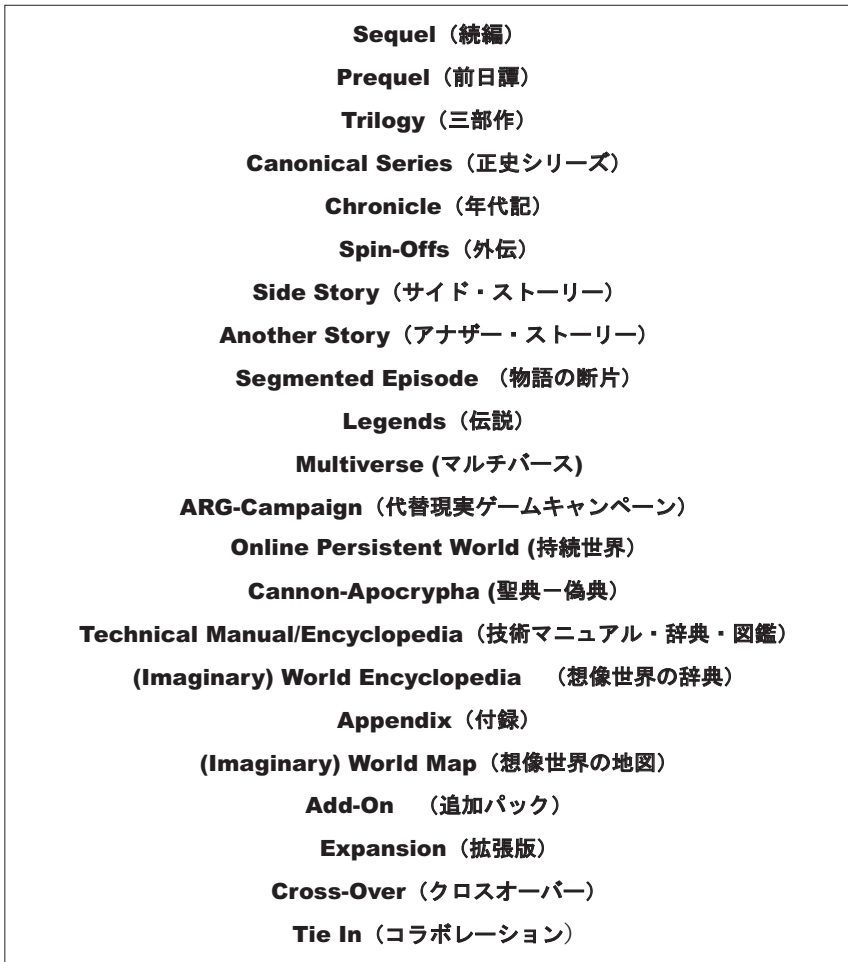 Sequel（続編）
Prequel（前日譚）
Trilogy（三部作）
Canonical Series（正史シリーズ）
Chronicle（年代記）
Spin-Offs（外伝）
Side Story（サイド・ストーリー）
Another Story（アナザー・ストーリー）
Segmented Episode （物語の断片）
Legends（伝説）
Multiverse (マルチバース)
ARG-Campaign（代替現実ゲームキャンペーン）
Online Persistent World (持続世界）
Cannon-Apocrypha (聖典－偽典）
Technical Manual/Encyclopedia（技術マニュアル・辞典・図鑑）
(Imaginary) World Encyclopedia　（想像世界の辞典）
Appendix（付録）
(Imaginary) World Map（想像世界の地図）
Add-On　（追加パック）
Expansion（拡張版）
Cross-Over（クロスオーバー）
Tie In（コラボレーション）